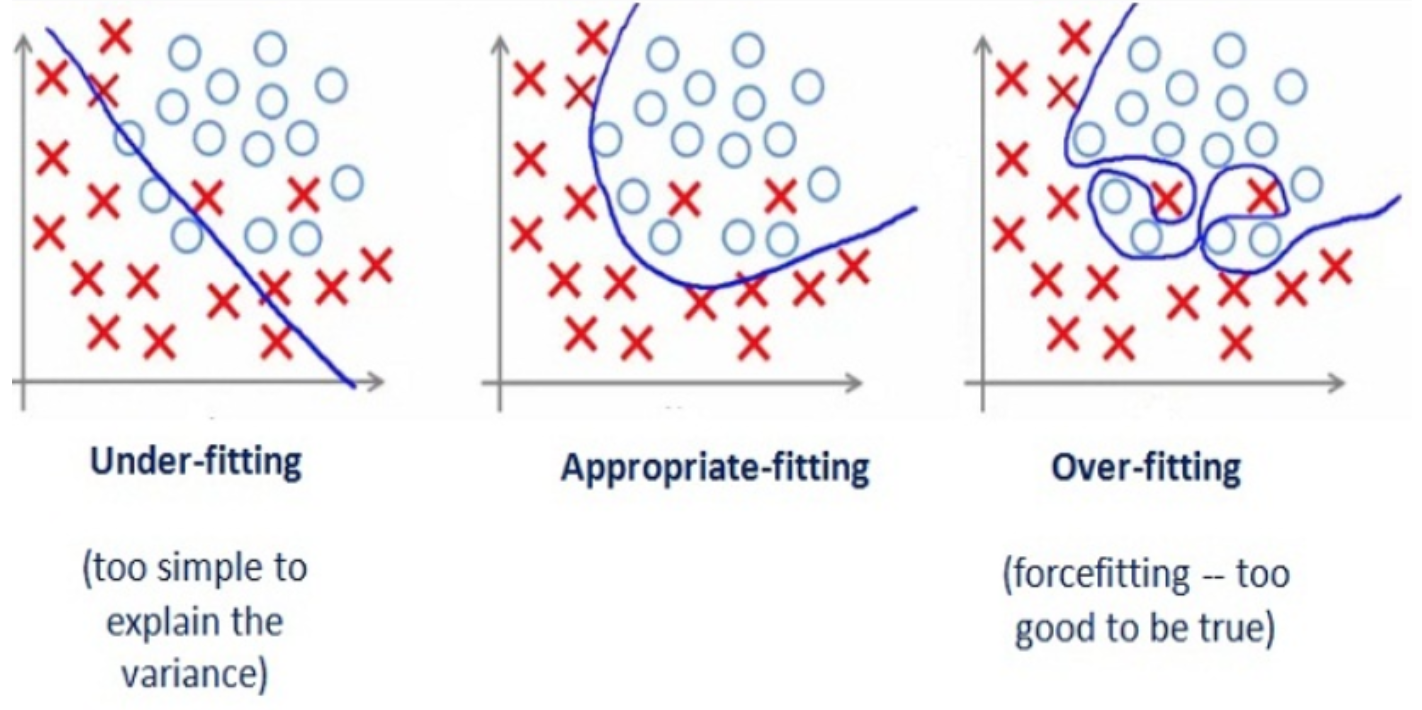 Under-fitting
Appropriate-fitting
Over-fitting
(too simple to
explain the
variance)
(forcefitting -- too
good to be true)